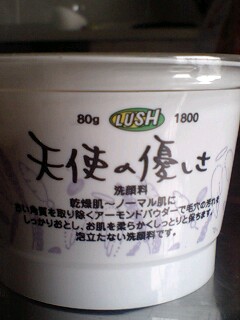 80g LUSH 1800
天使の優しさ
洗顔料
乾燥肌〜ノーマル肌に
古い角質を取り除くアーモンドパウダーで毛穴の汚れを
しっかりおとし、お肌を柔らかくしっとりと保ちます。
泡立たない洗顔料です。